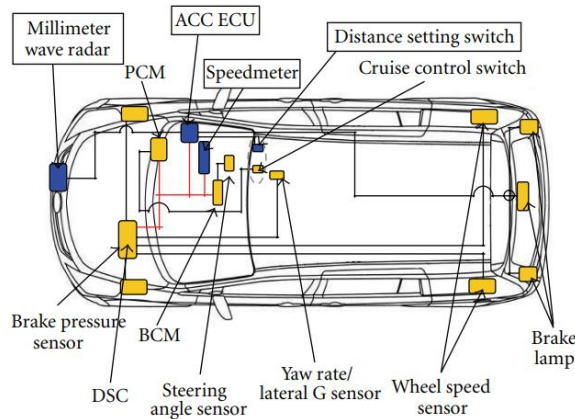 Millimeter
wave radar
ACC ECU
PCM
Speedmeter
Distance setting switch
Cruise control switch
Brake pressure
sensor
DSC
BCM
Steering
angle sensor
Yaw rate/
lateral G sensor
Wheel speed
sensor
Brake
lamp